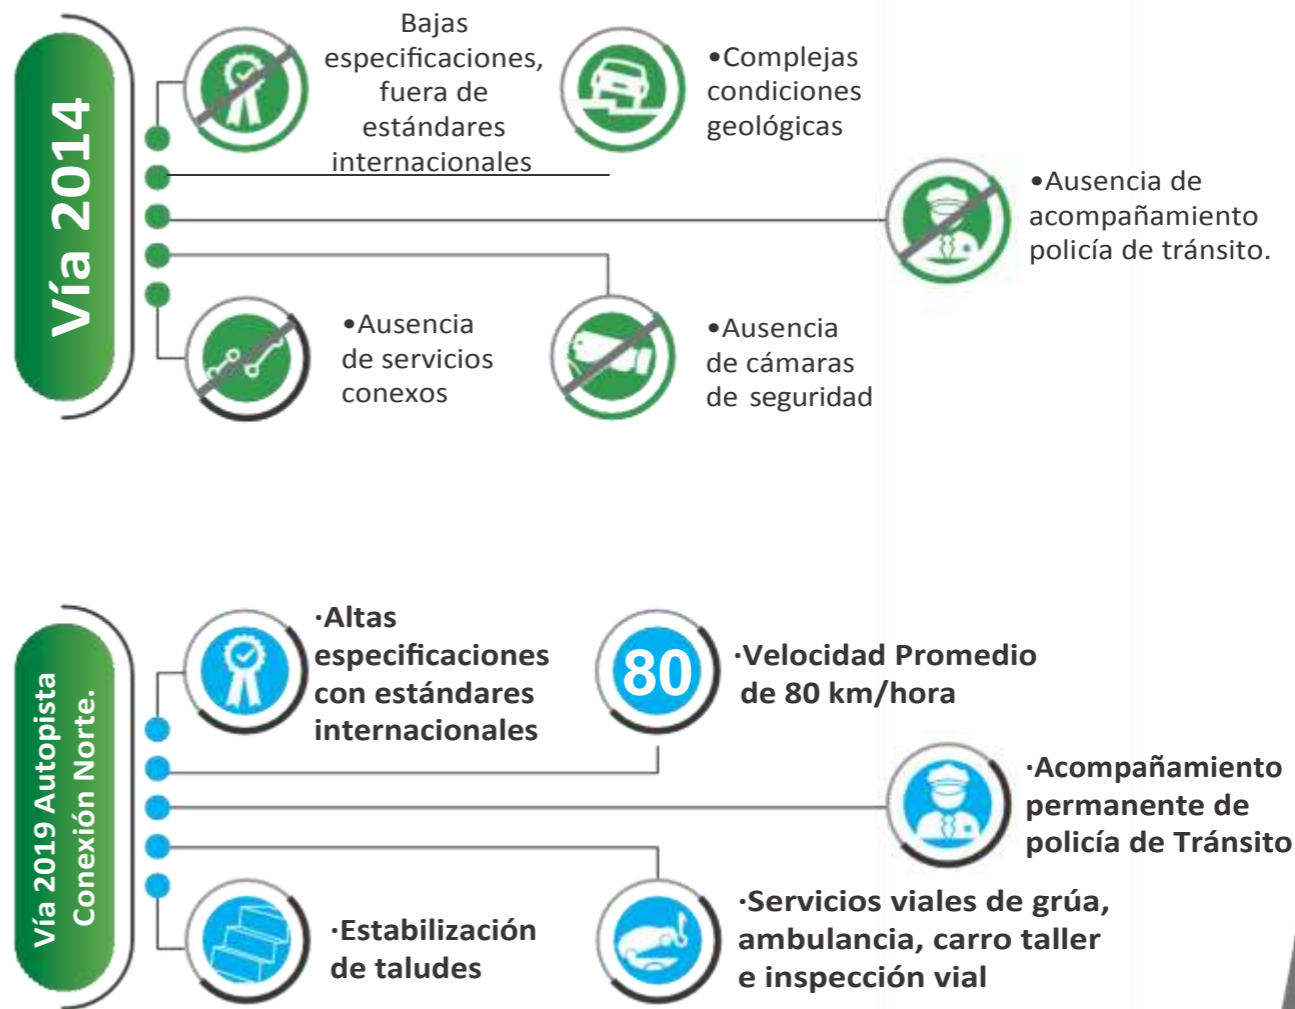 Vía 2014
Bajas
especificaciones,
fuera de
estándares
internacionales
•Complejas
condiciones
geológicas
•Ausencia de
acompañamiento
policía de tránsito.
•Ausencia
de servicios
conexos
•Ausencia
de cámaras
de seguridad
Vía 2019 Autopista
Conexión Norte.
·Altas
especificaciones
con estándares
internacionales
80
·Velocidad Promedio
de 80 km/hora
·Acompañamiento
permanente de
policía de Tránsito
·Estabilización
de taludes
·Servicios viales de grúa,
ambulancia, carro taller
e inspección vial